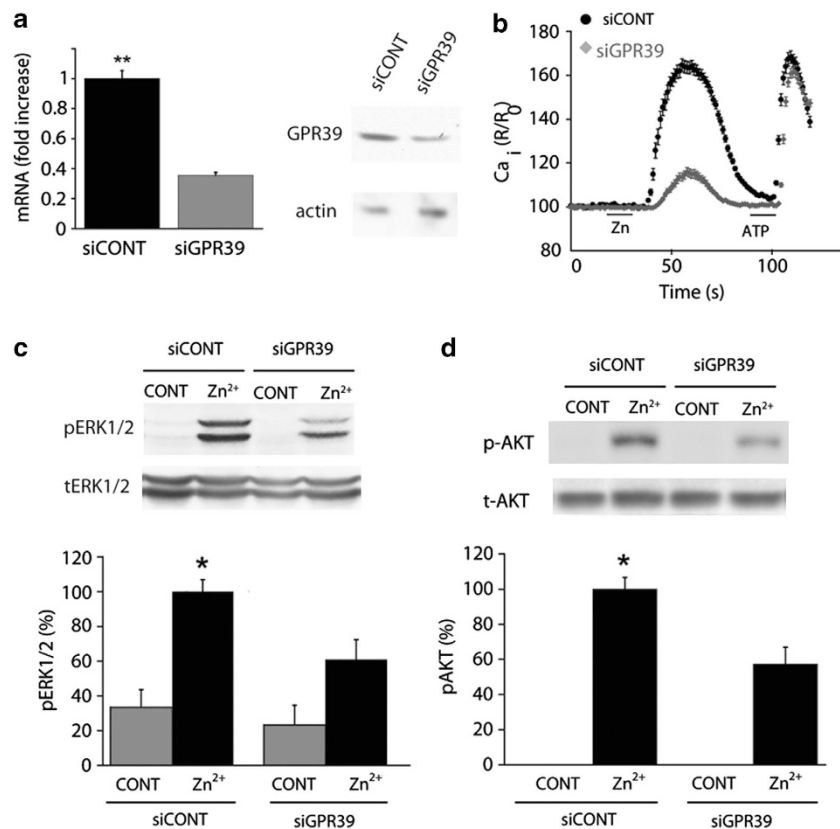 a
mRNA (fold increase)
1
0.8
0.6
0.4
0.2
0
**
siCONT
siGPR39
siCONT
siGPR39
GPR39
actin
b
siCONT
siGPR39
Ca i (R/R0)
180
160
140
120
100
80
Zn
ATP
0
50
100
Time (s)
c
siCONT
siGPR39
CONT
Zn²⁺
CONT
Zn²⁺
pERK1/2
tERK1/2
pERK1/2 (%)
120
100
80
60
40
20
0
*
CONT
Zn²⁺
CONT
Zn²⁺
siCONT
siGPR39
d
siCONT
siGPR39
CONT
Zn²⁺
CONT
Zn²⁺
p-AKT
t-AKT
pAKT (%)
120
100
80
60
40
20
0
*
CONT
Zn²⁺
CONT
Zn²⁺
siCONT
siGPR39